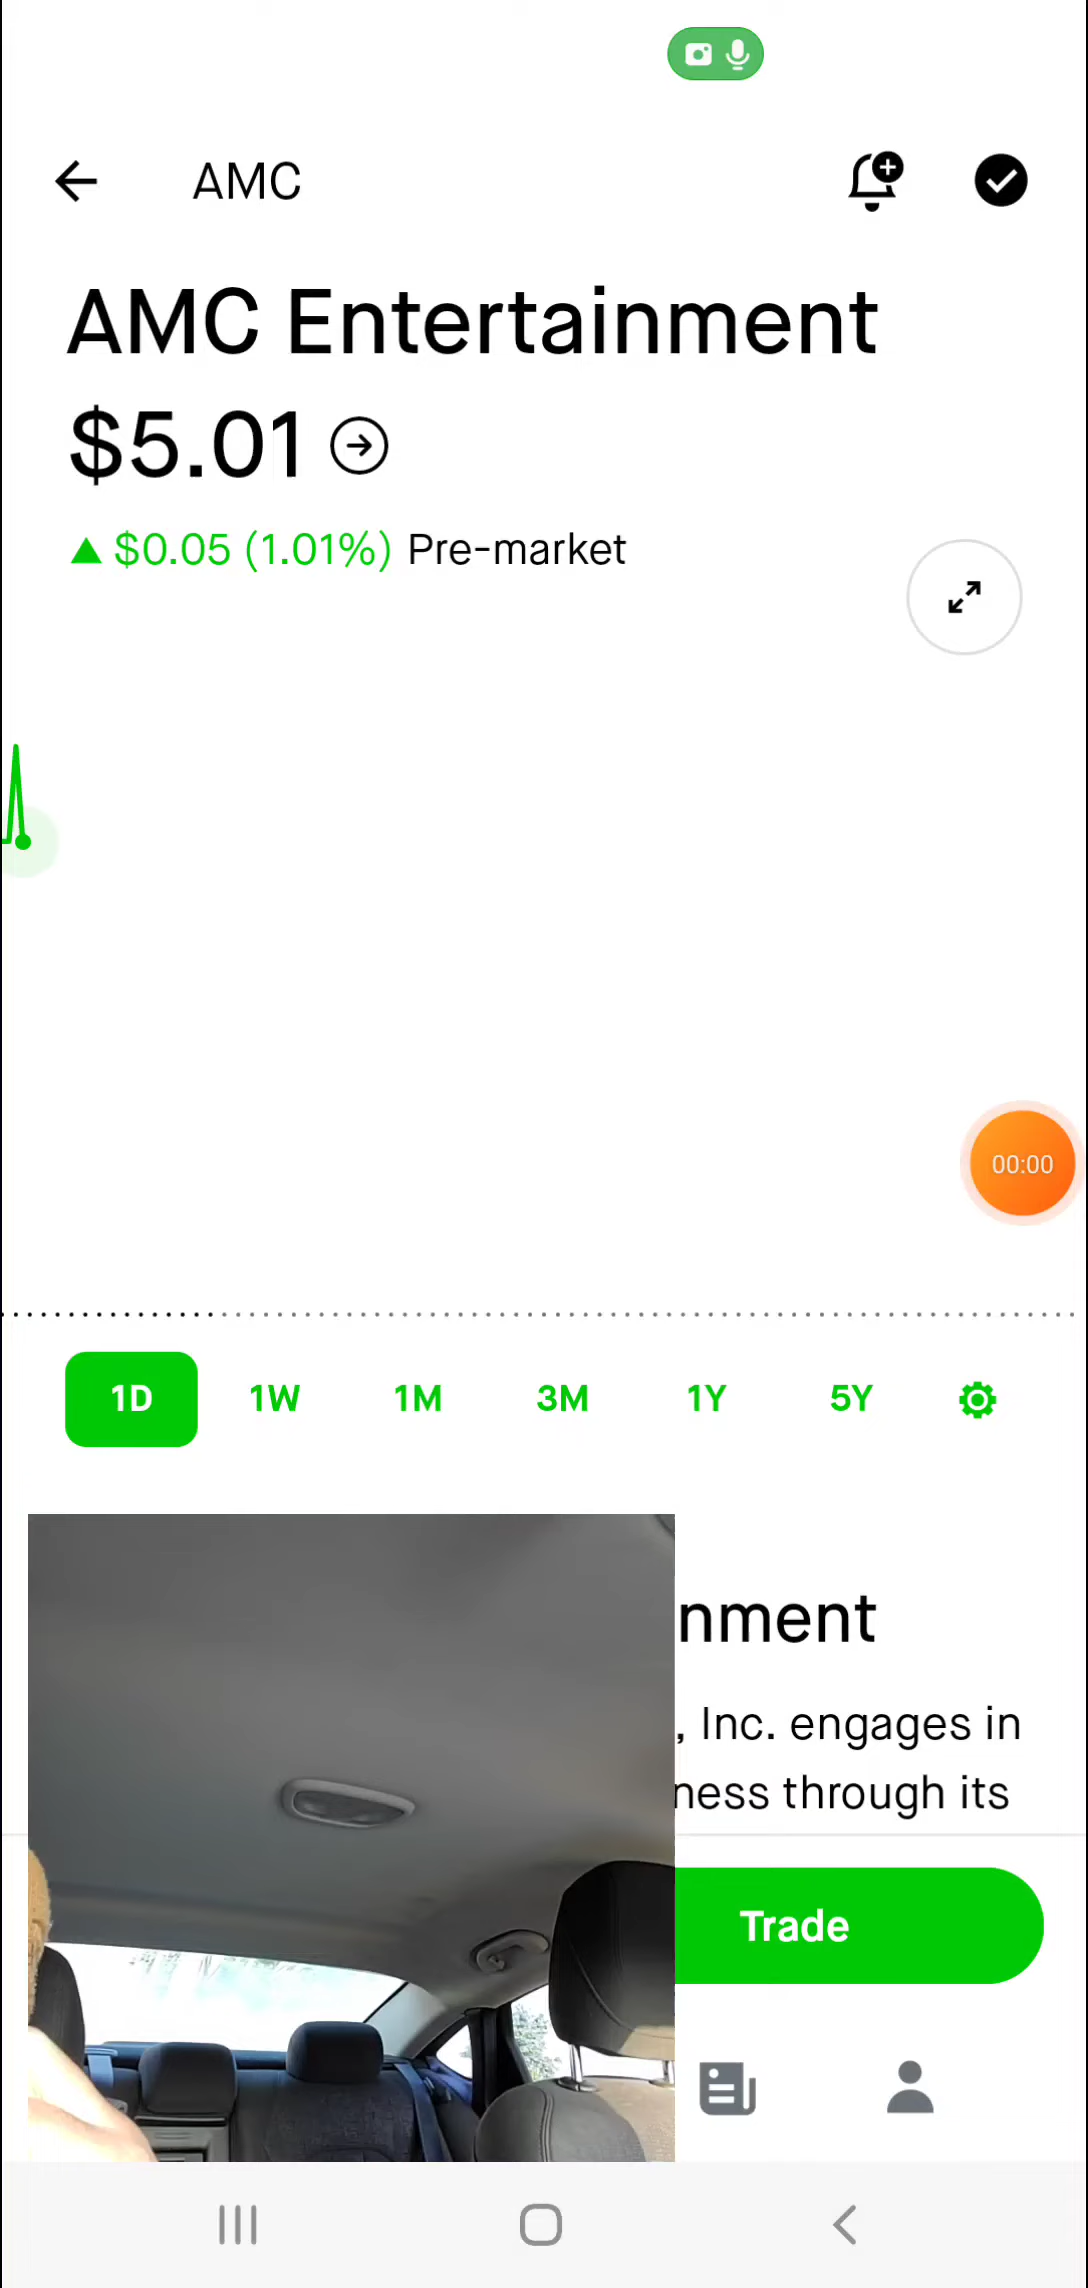 AMC
AMC Entertainment
$5.01
$0.05 (1.01%) Pre-market
00:00
1D 1W 1M 3M 1Y 5Y
nment
, Inc. engages in
ness through its
Trade